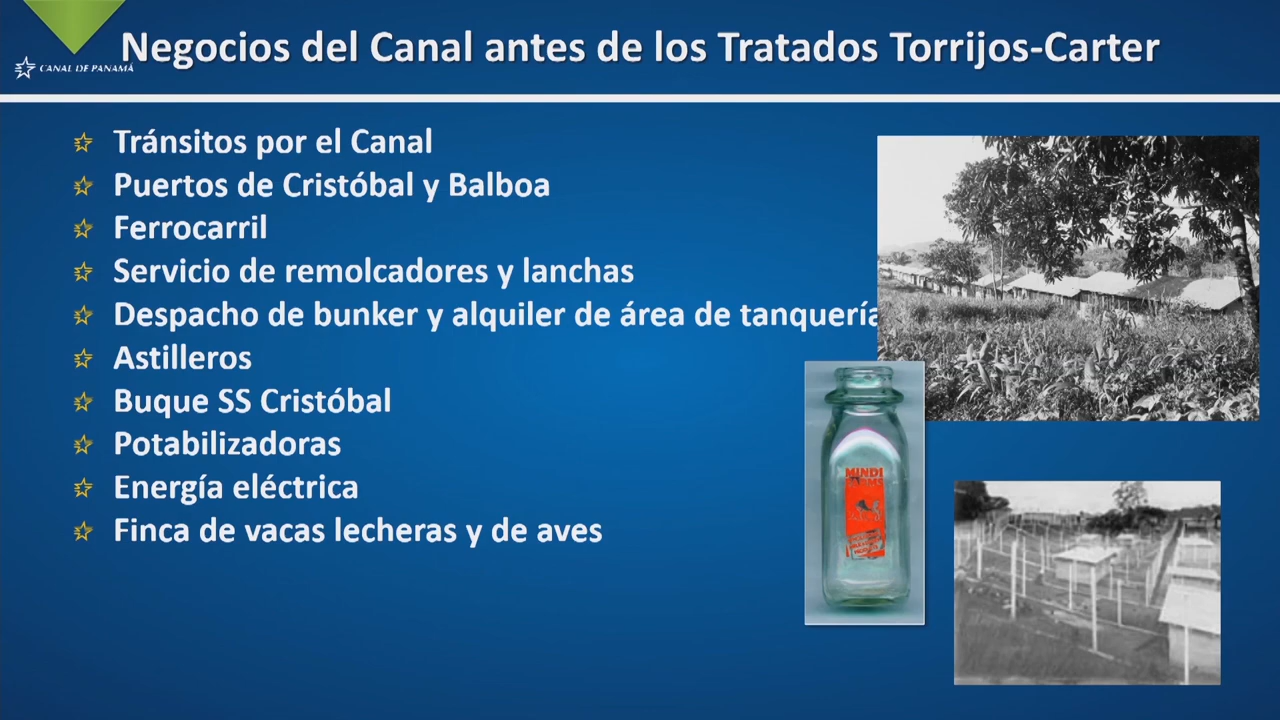 Negocios del Canal antes de los Tratados Torrijos-Carter
CANAL DE PANAMÁ
Tránsitos por el Canal
Puertos de Cristóbal y Balboa
Ferrocarril
Servicio de remolcadores y lanchas
Despacho de bunker y alquiler de área de tanquería
Astilleros
Buque SS Cristóbal
Potabilizadoras
Energía eléctrica
Finca de vacas lecheras y de aves
MINDI
FARMS